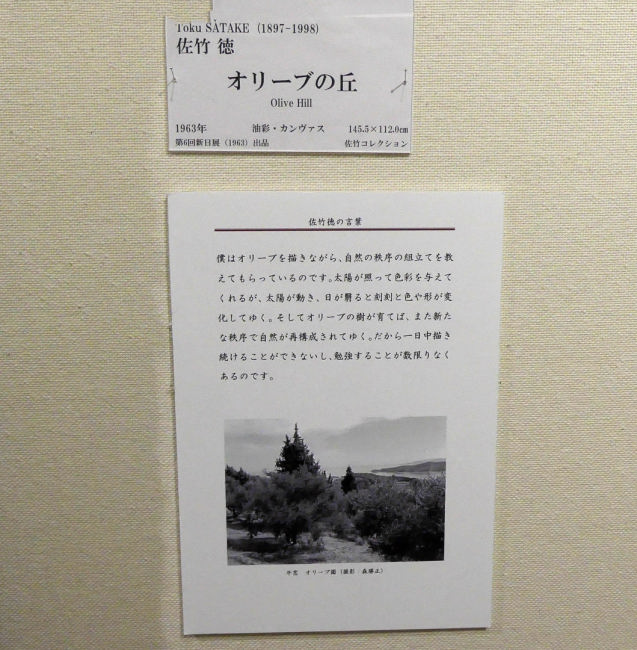 Toku SATAKE (1897-1998)
佐竹 徳
オリーブの丘
Olive Hill
1963年 油彩・カンヴァス 145.5×112.0㎝
第6回新日展（1963）出品 佐竹コレクション
佐竹徳の言葉
僕はオリーブを描きながら、自然の秩序の組立てを教
えてもらっているのです。太陽が照って色彩を与えて
くれるが、太陽が動き、日が翳ると刻刻と色や形が変
化してゆく。そしてオリーブの樹が育てば、また新た
な秩序で自然が再構成されてゆく。だから一日中描き
続けることができないし、勉強することが数限りなく
あるのです。
牛窓 オリーブ園（撮影 森勝正）